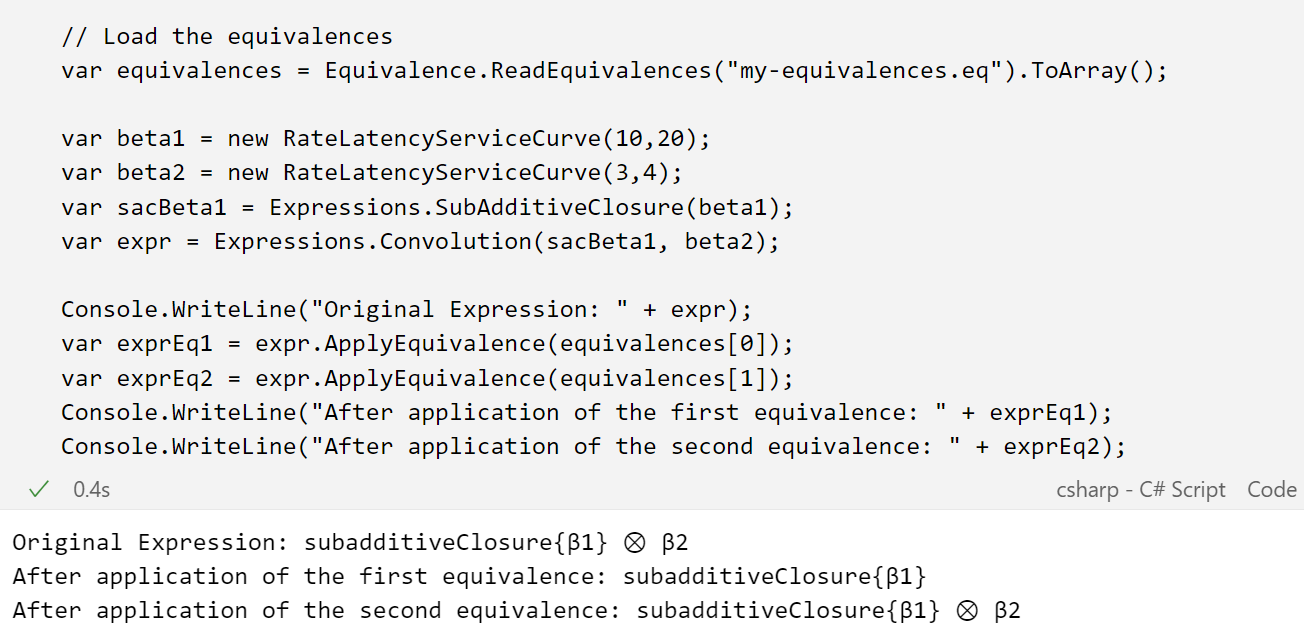 // Load the equivalences
var equivalences = Equivalence.ReadEquivalences("my-equivalences.eq").ToArray();
var beta1 = new RateLatencyServiceCurve(10,20);
var beta2 = new RateLatencyServiceCurve(3,4);
var sacBeta1 = Expressions.SubAdditiveClosure(beta1);
var expr = Expressions.Convolution(sacBeta1, beta2);
Console.WriteLine("Original Expression: " + expr);
var exprEq1 = expr.ApplyEquivalence(equivalences[0]);
var exprEq2 = expr.ApplyEquivalence(equivalences[1]);
Console.WriteLine("After application of the first equivalence: " + exprEq1);
Console.WriteLine("After application of the second equivalence: " + exprEq2);
✓ 0.4s csharp - C# Script Code
Original Expression: subadditiveClosure{β1} ⊗ β2
After application of the first equivalence: subadditiveClosure{β1}
After application of the second equivalence: subadditiveClosure{β1} ⊗ β2